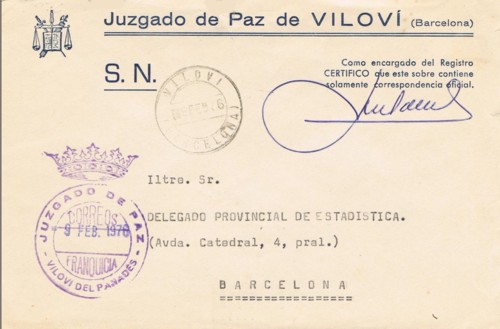 Juzgado de Paz de VILOVÍ (Barcelona)
S. N.
Como encargado del Registro
CERTIFICO que este sobre contiene
solamente correspondencia oficial.
VILOVI
FEB. 6
(BARCELONA)
Iltre. Sr.
DELEGADO PROVINCIAL DE ESTADISTICA.
(Avda. Catedral, 4, pral.)
BARCELONA
JUZGADO DE PAZ
CORREOS
9 FEB. 1976
FRANQUICIA
- VILOVI DEL PANADES -